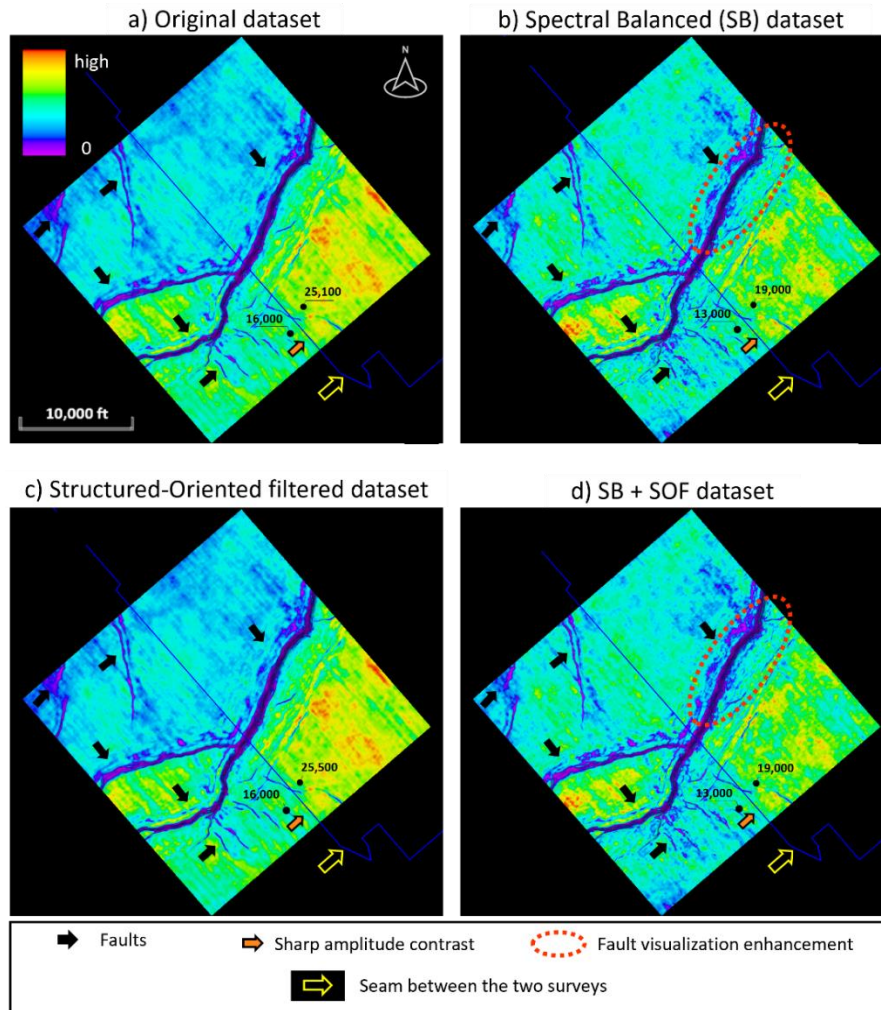 a) Original dataset
b) Spectral Balanced (SB) dataset
high
0
N
25,100
16,000
10,000 ft
19,000
13,000
c) Structured-Oriented filtered dataset
d) SB + SOF dataset
25,500
16,000
19,000
13,000
Faults
Sharp amplitude contrast
Fault visualization enhancement
Seam between the two surveys